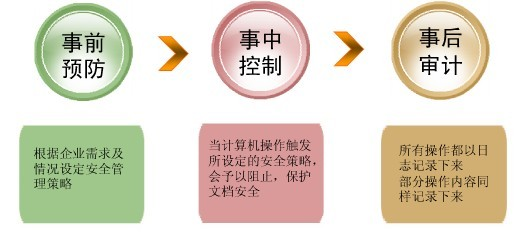 事前
预防
事中
控制
事后
审计
根据企业需求及
情况设定安全管
理策略
当计算机操作触发
所设定的安全策略，
会予以阻止，保护
文档安全
所有操作都以日
志记录下来
部分操作内容同
样记录下来